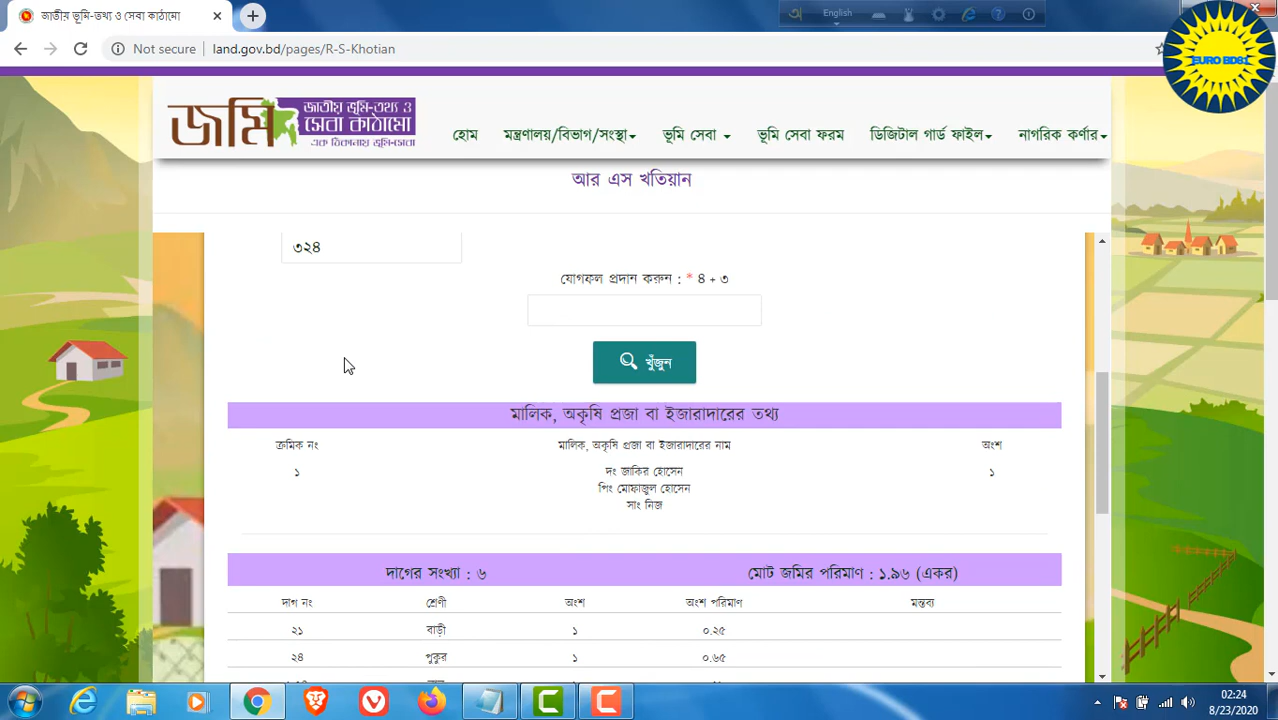 জাতীয় ভূমি-তথ্য ও সেবা কাঠামো
English
Not secure
land.gov.bd/pages/R-S-Khotian
EURO BD81
জমি
জাতীয় ভূমি-তথ্য ও
সেবা কাঠামো
এক ঠিকানায় ভূমি-সেবা
হোম
মন্ত্রণালয়/বিভাগ/সংস্থা
ভূমি সেবা
ভূমি সেবা ফরম
ডিজিটাল গার্ড ফাইল
নাগরিক কর্ণার
আর এস খতিয়ান
৩২৪
যোগফল প্রদান করুন : * ৪ + ৩
খুঁজুন
মালিক, অকৃষি প্রজা বা ইজারাদারের তথ্য
ক্রমিক নং মালিক, অকৃষি প্রজা বা ইজারাদারের নাম অংশ
১ দং জাকির হোসেন ১
পিং মোফাজুল হোসেন
সাং নিজ
দাগের সংখ্যা : ৬ মোট জমির পরিমাণ : ১.৯৬ (একর)
দাগ নং শ্রেণী অংশ অংশ পরিমাণ মন্তব্য
২১ বাড়ী ১ ০.২৫
২৪ পুকুর ১ ০.৬৫
02:24
8/23/2020